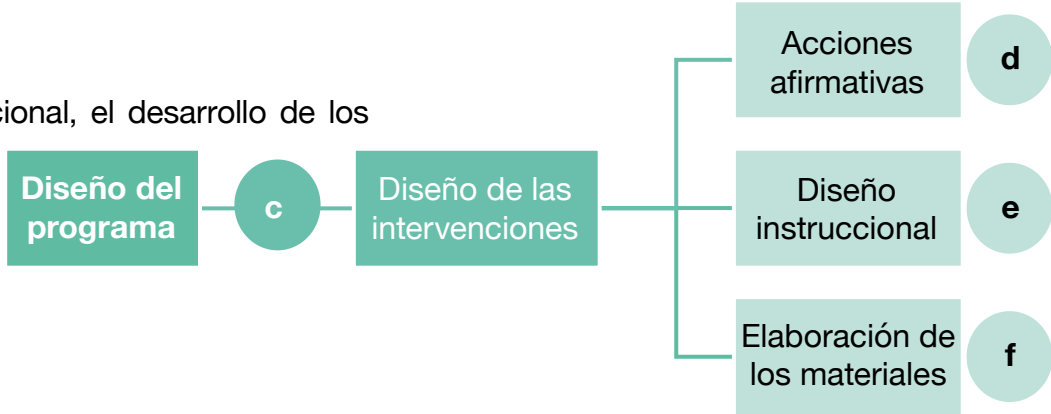 cional, el desarrollo de los
Diseño del
programa
c
Diseño de las
intervenciones
Acciones
afirmativas
d
Diseño
instruccional
e
Elaboración de
los materiales
f